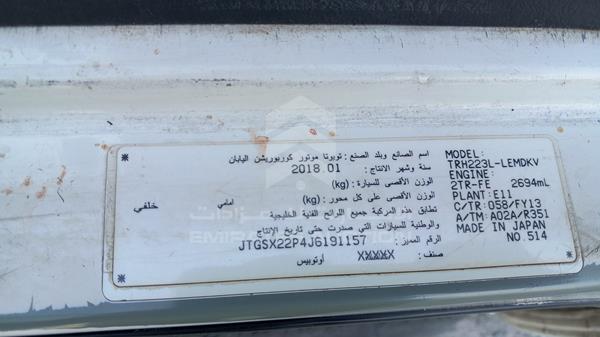 اسم الصانع وبلد الصنع : تويوتا موتور كوربوريشن اليابان
سنة وشهر الانتاج : 2018.01
الوزن الأقصى للسيارة : (kg)
الوزن الأقصى على كل محور : (kg) امامي خلفي
تطابق هذه المركبة جميع اللوائح الفنية الخليجية
والوطنية للسيارات التي صدرت حتى تاريخ الإنتاج
الرقم المميز : JTGSX22P4J6191157
صنف : XXXXX اوتوبيس
MODEL:
TRH223L-LEMDKV
ENGINE:
2TR-FE 2694mL
PLANT: E11
C/TR: 058/FY13
A/TM: A02A/R351
MADE IN JAPAN
NO.514